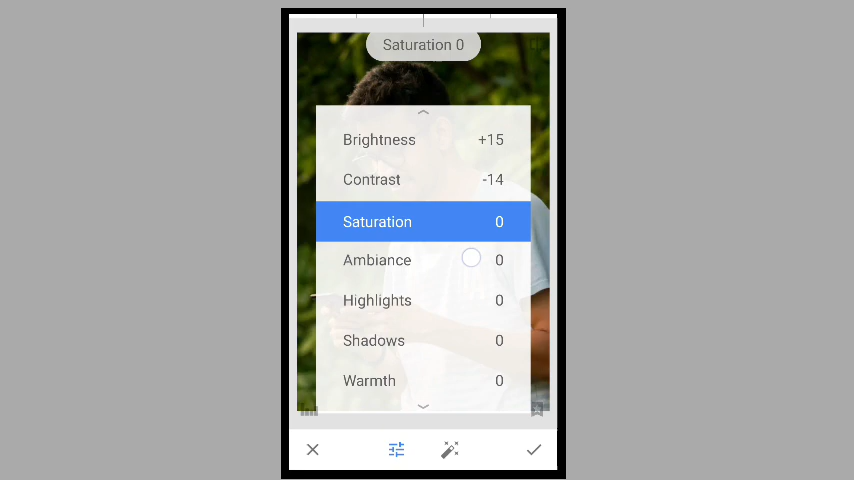 Saturation 0
Brightness +15
Contrast -14
Saturation 0
Ambiance 0
Highlights 0
Shadows 0
Warmth 0